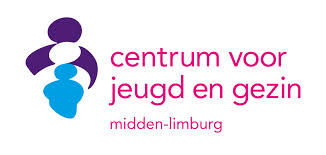 centrum voor
jeugd en gezin
midden-limburg